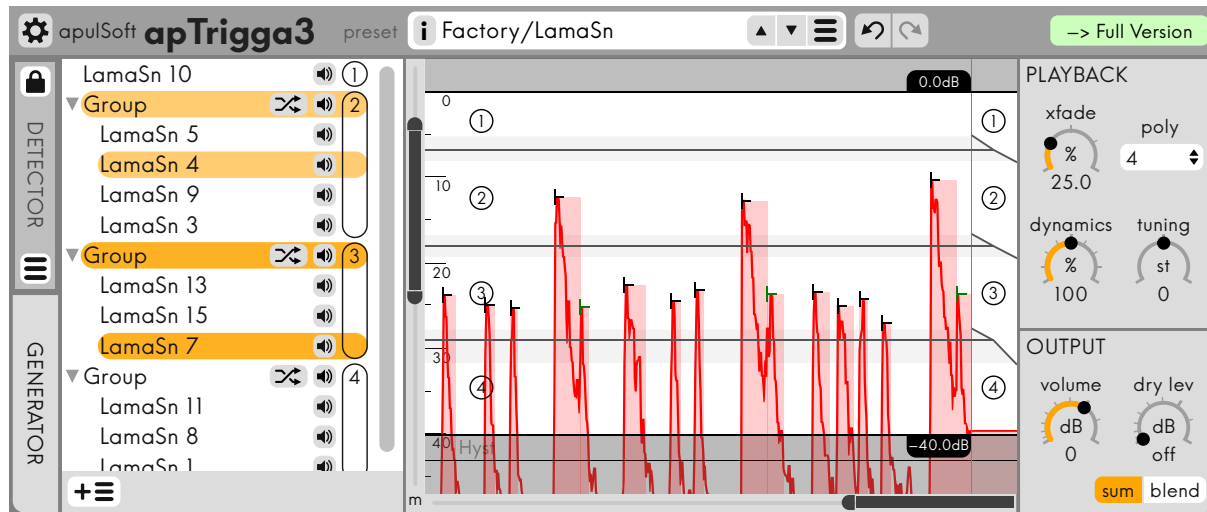 apulSoft apTrigga3 preset i Factory/LamaSn –> Full Version
DETECTOR
GENERATOR
LamaSn 10 1
Group 2
LamaSn 5
LamaSn 4
LamaSn 9
LamaSn 3
Group 3
LamaSn 13
LamaSn 15
LamaSn 7
Group 4
LamaSn 11
LamaSn 8
LamaSn 1
0.0dB
0
1 1
10
2 2
20
3 3
30
4 4
40 Hyst –40.0dB
m
PLAYBACK
xfade poly
% 4
25.0
dynamics tuning
% st
100 0
OUTPUT
volume dry lev
dB dB
0 off
sum blend